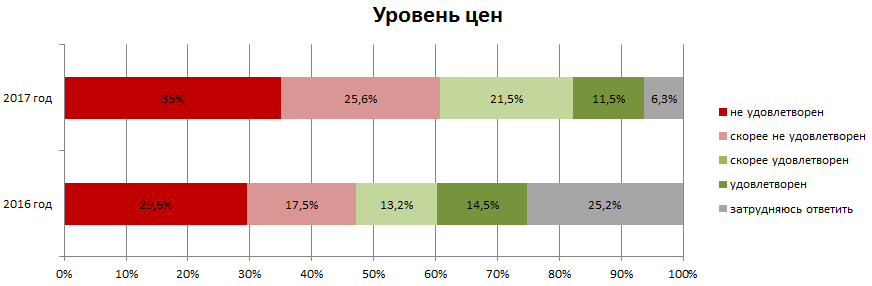 Уровень цен
2017 год
35%
25,6%
21,5%
11,5%
6,3%
2016 год
29,6%
17,5%
13,2%
14,5%
25,2%
0%
10%
20%
30%
40%
50%
60%
70%
80%
90%
100%
не удовлетворен
скорее не удовлетворен
скорее удовлетворен
удовлетворен
затрудняюсь ответить